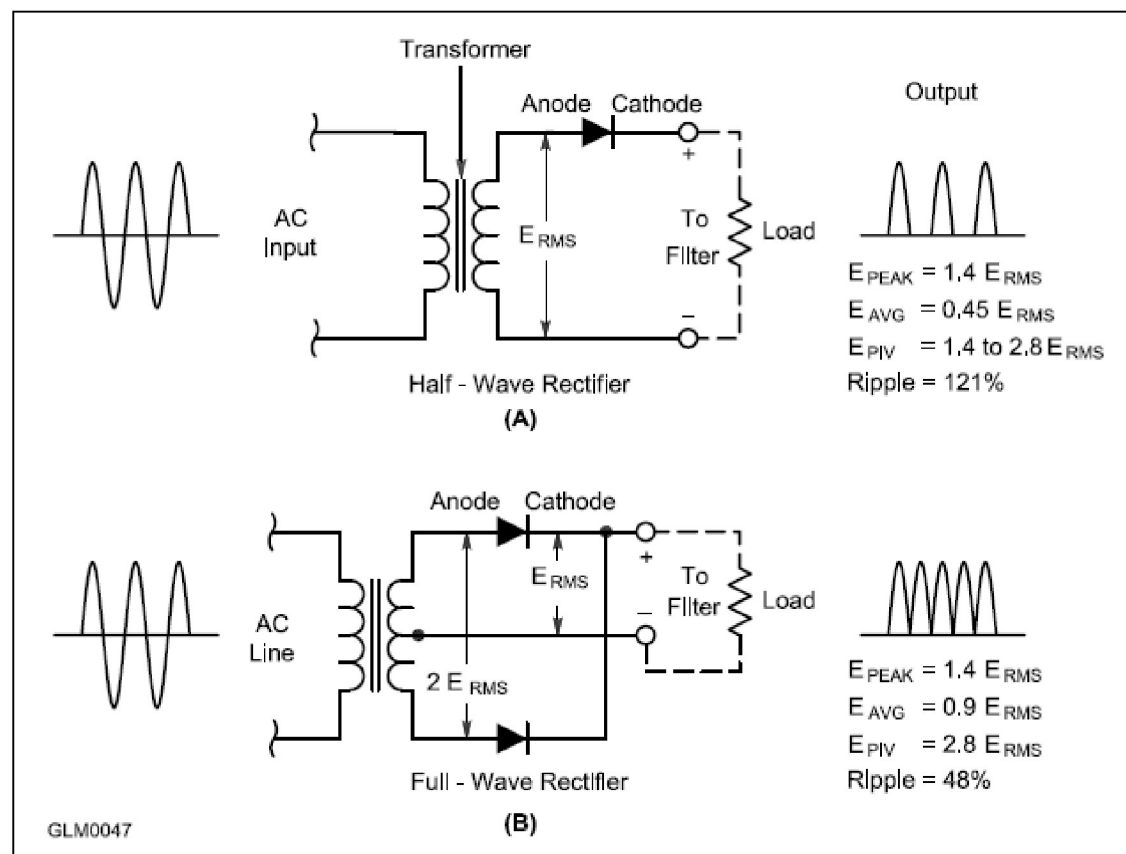 Transformer
Anode Cathode
Output
AC
Input
E RMS
+
−
To
Filter
Load
E PEAK = 1.4 E RMS
E AVG = 0.45 E RMS
E PIV = 1.4 to 2.8 E RMS
Ripple = 121%
Half - Wave Rectifier
(A)
Anode Cathode
AC
Line
E RMS
2 E RMS
+
−
To
Filter
Load
E PEAK = 1.4 E RMS
E AVG = 0.9 E RMS
E PIV = 2.8 E RMS
Ripple = 48%
Full - Wave Rectifier
(B)
GLM0047